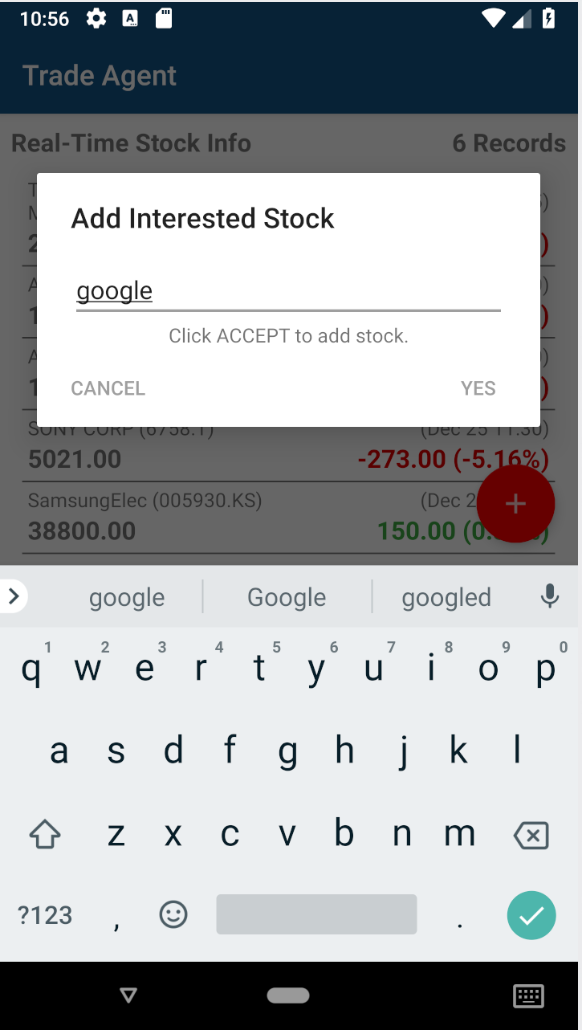 10:56
Trade Agent
Real-Time Stock Info 6 Records
Add Interested Stock
google
Click ACCEPT to add stock.
CANCEL YES
SONY CORP (6758.T) (Dec 25 11:30)
5021.00 -273.00 (-5.16%)
SamsungElec (005930.KS) (Dec 2
38800.00 150.00 (0.
google Google googled
1 2 3 4 5 6 7 8 9 0
q w e r t y u i o p
a s d f g h j k l
z x c v b n m
?123 , .